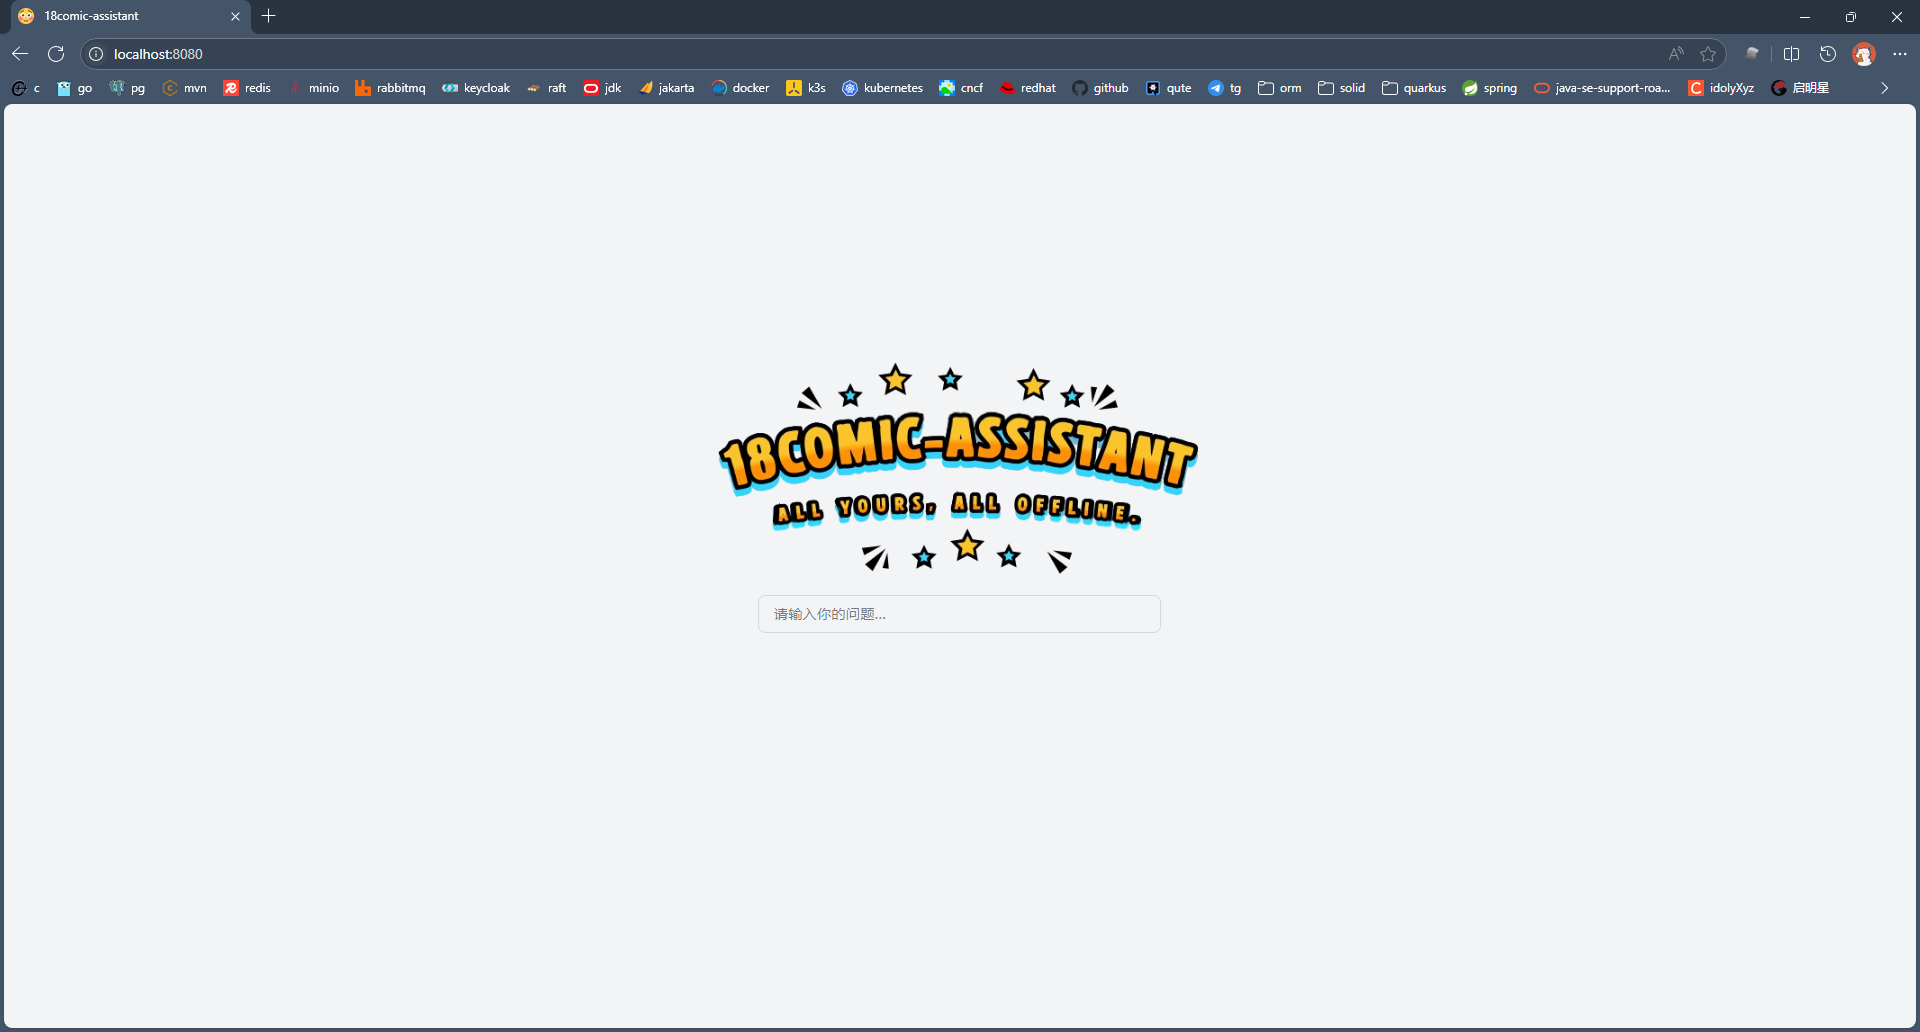 18comic-assistant
localhost:8080
c go pg mvn redis minio rabbitmq keycloak raft jdk jakarta docker k3s kubernetes cncf redhat github qute tg orm solid quarkus spring java-se-support-roa... idolyXyz 启明星
18COMIC-ASSISTANT
ALL YOURS, ALL OFFLINE.
请输入你的问题...